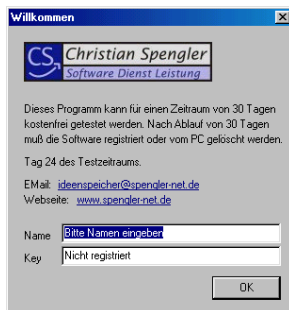 Willkommen
CS Christian Spengler
Software Dienst Leistung
Dieses Programm kann für einen Zeitraum von 30 Tagen
kostenfrei getestet werden. Nach Ablauf von 30 Tagen
muß die Software registriert oder vom PC gelöscht werden.
Tag 24 des Testzeitraums.
EMail: ideenspeicher@spengler-net.de
Webseite: www.spengler-net.de
Name Bitte Namen eingeben
Key Nicht registriert
OK